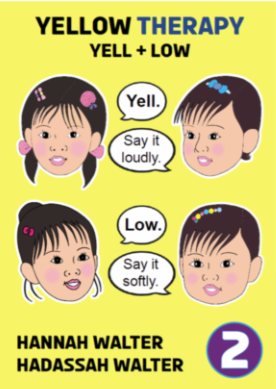 YELLOW THERAPY
YELL + LOW
Yell.
Say it
loudly.
Low.
Say it
softly.
HANNAH WALTER
HADASSAH WALTER
2